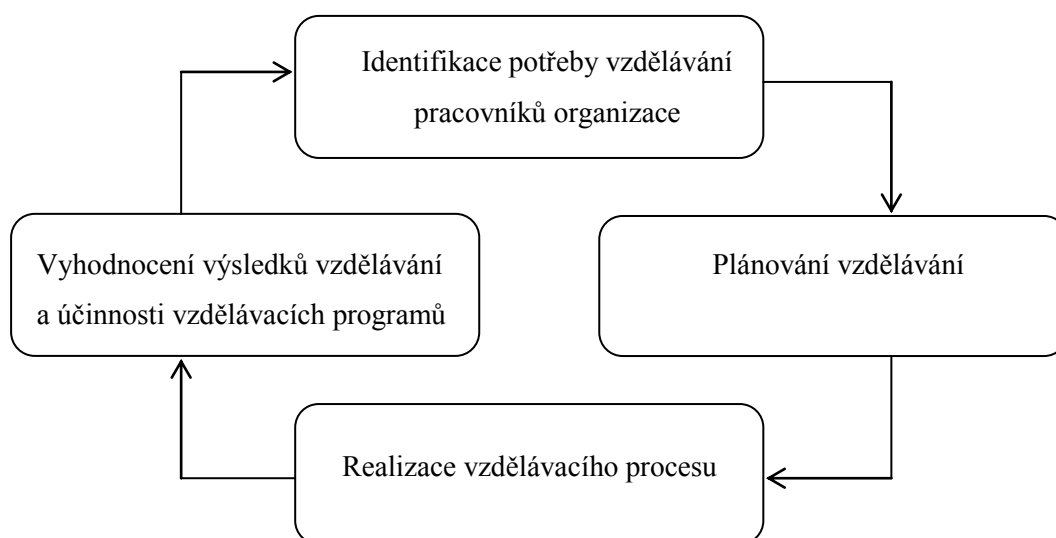 Identifikace potřeby vzdělávání
pracovníků organizace
Vyhodnocení výsledků vzdělávání
a účinnosti vzdělávacích programů
Plánování vzdělávání
Realizace vzdělávacího procesu